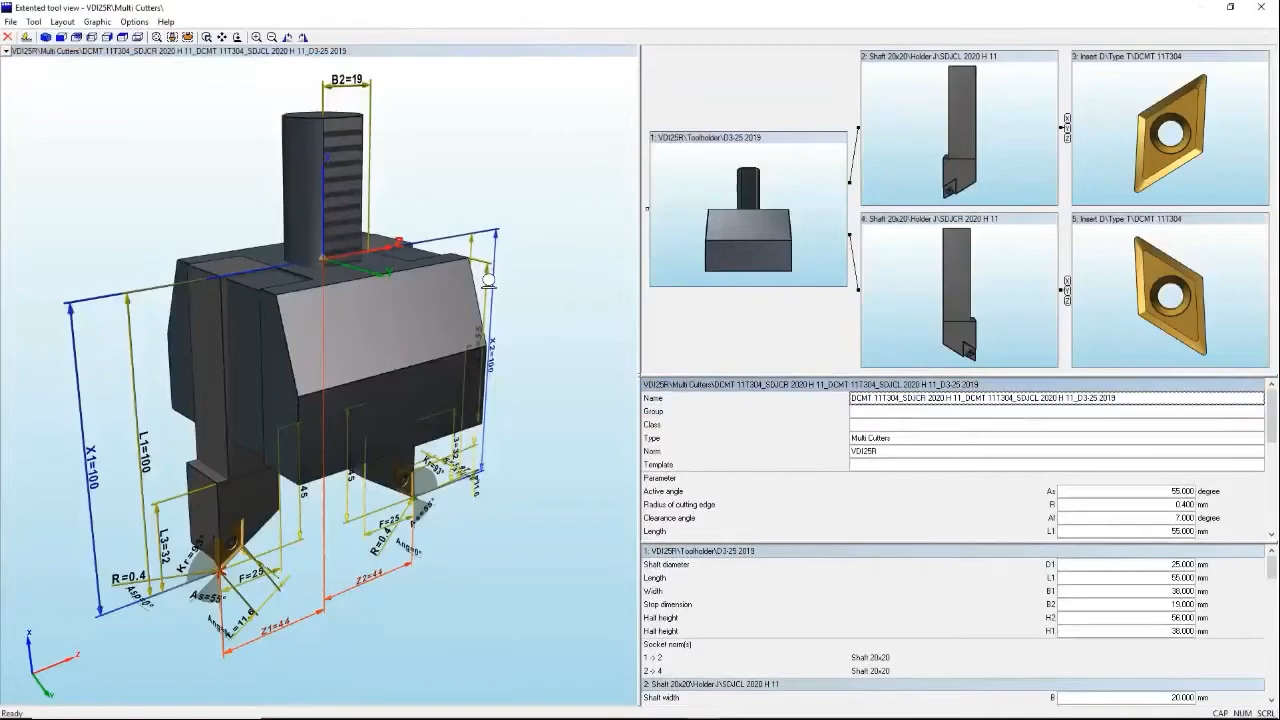 Extented tool view - VDI25R\Multi Cutters\
File Tool Layout Graphic Options Help
VDI25R\Multi Cutters\DCMT 11T304_SDJCR 2020 H 11_DCMT 11T304_SDJCL 2020 H 11_D3-25 2019
B2=19
X1=100
L1=100
L3=32
R=0.4
Kr=93°
As=55°
F=25
L=11.6
Z1=44
Z2=44
45
F=25
R=0.4
X2=100
1: VDI25R\Toolholder\D3-25 2019
2: Shaft 20x20\Holder J\SDJCL 2020 H 11
3: Insert D\Type T\DCMT 11T304
4: Shaft 20x20\Holder J\SDJCR 2020 H 11
5: Insert D\Type T\DCMT 11T304
VDI25R\Multi Cutters\DCMT 11T304_SDJCR 2020 H 11_DCMT 11T304_SDJCL 2020 H 11_D3-25 2019
Name DCMT 11T304_SDJCR 2020 H 11_DCMT 11T304_SDJCL 2020 H 11_D3-25 2019
Group
Class
Type Multi Cutters
Norm VDI25R
Template
Parameter
Active angle As 55.000 degree
Radius of cutting edge R 0.400 mm
Clearance angle Af 7.000 degree
Length L1 55.000 mm
1: VDI25R\Toolholder\D3-25 2019
Shaft diameter D1 25.000 mm
Length L1 55.000 mm
Width B1 38.000 mm
Stop dimension B2 19.000 mm
Half height H2 56.000 mm
Half height H1 38.000 mm
Socket norm(s)
1 -> 2 Shaft 20x20
2 -> 4 Shaft 20x20
2: Shaft 20x20\Holder J\SDJCL 2020 H 11
Shaft width B 20.000 mm
x
z
y
Ready
CAP NUM SCRL